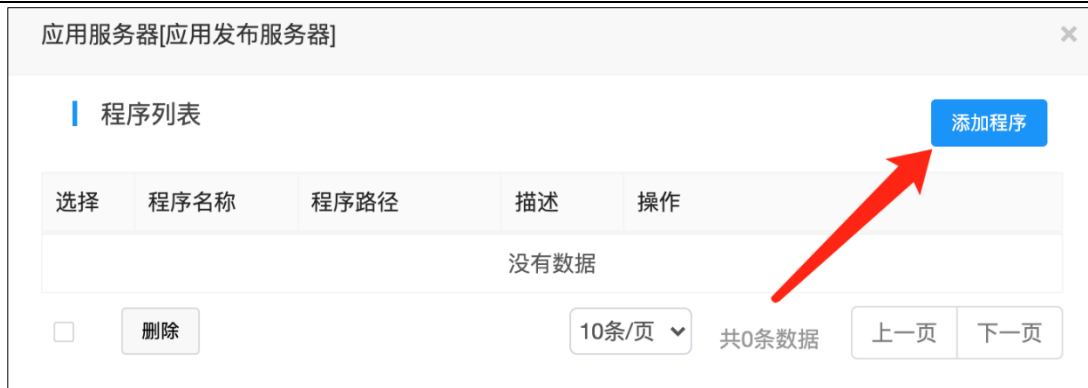 应用服务器[应用发布服务器] ×
程序列表
添加程序
选择 程序名称 程序路径 描述 操作
没有数据
删除 10条/页 共0条数据 上一页 下一页